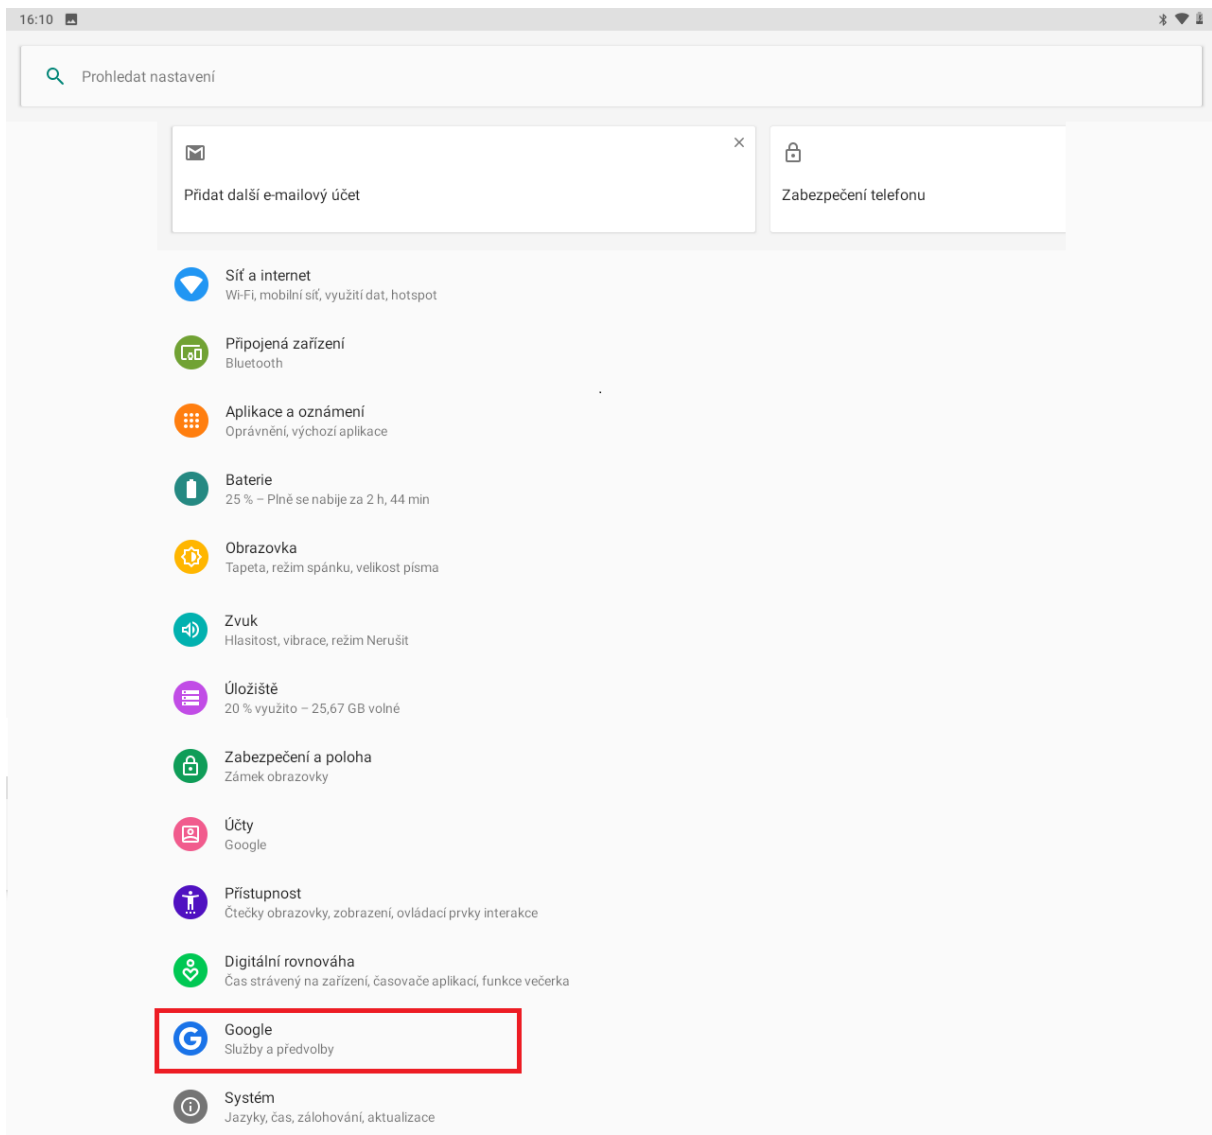 16:10
Prohledat nastavení
Přidat další e-mailový účet
Zabezpečení telefonu
Síť a internet
Wi-Fi, mobilní síť, využití dat, hotspot
Připojená zařízení
Bluetooth
Aplikace a oznámení
Oprávnění, výchozí aplikace
Baterie
25 % – Plně se nabije za 2 h, 44 min
Obrazovka
Tapeta, režim spánku, velikost písma
Zvuk
Hlasitost, vibrace, režim Nerušit
Úložiště
20 % využito – 25,67 GB volné
Zabezpečení a poloha
Zámek obrazovky
Účty
Google
Přístupnost
Čtečky obrazovky, zobrazení, ovládací prvky interakce
Digitální rovnováha
Čas strávený na zařízení, časovače aplikací, funkce večerka
Google
Služby a předvolby
Systém
Jazyky, čas, zálohování, aktualizace